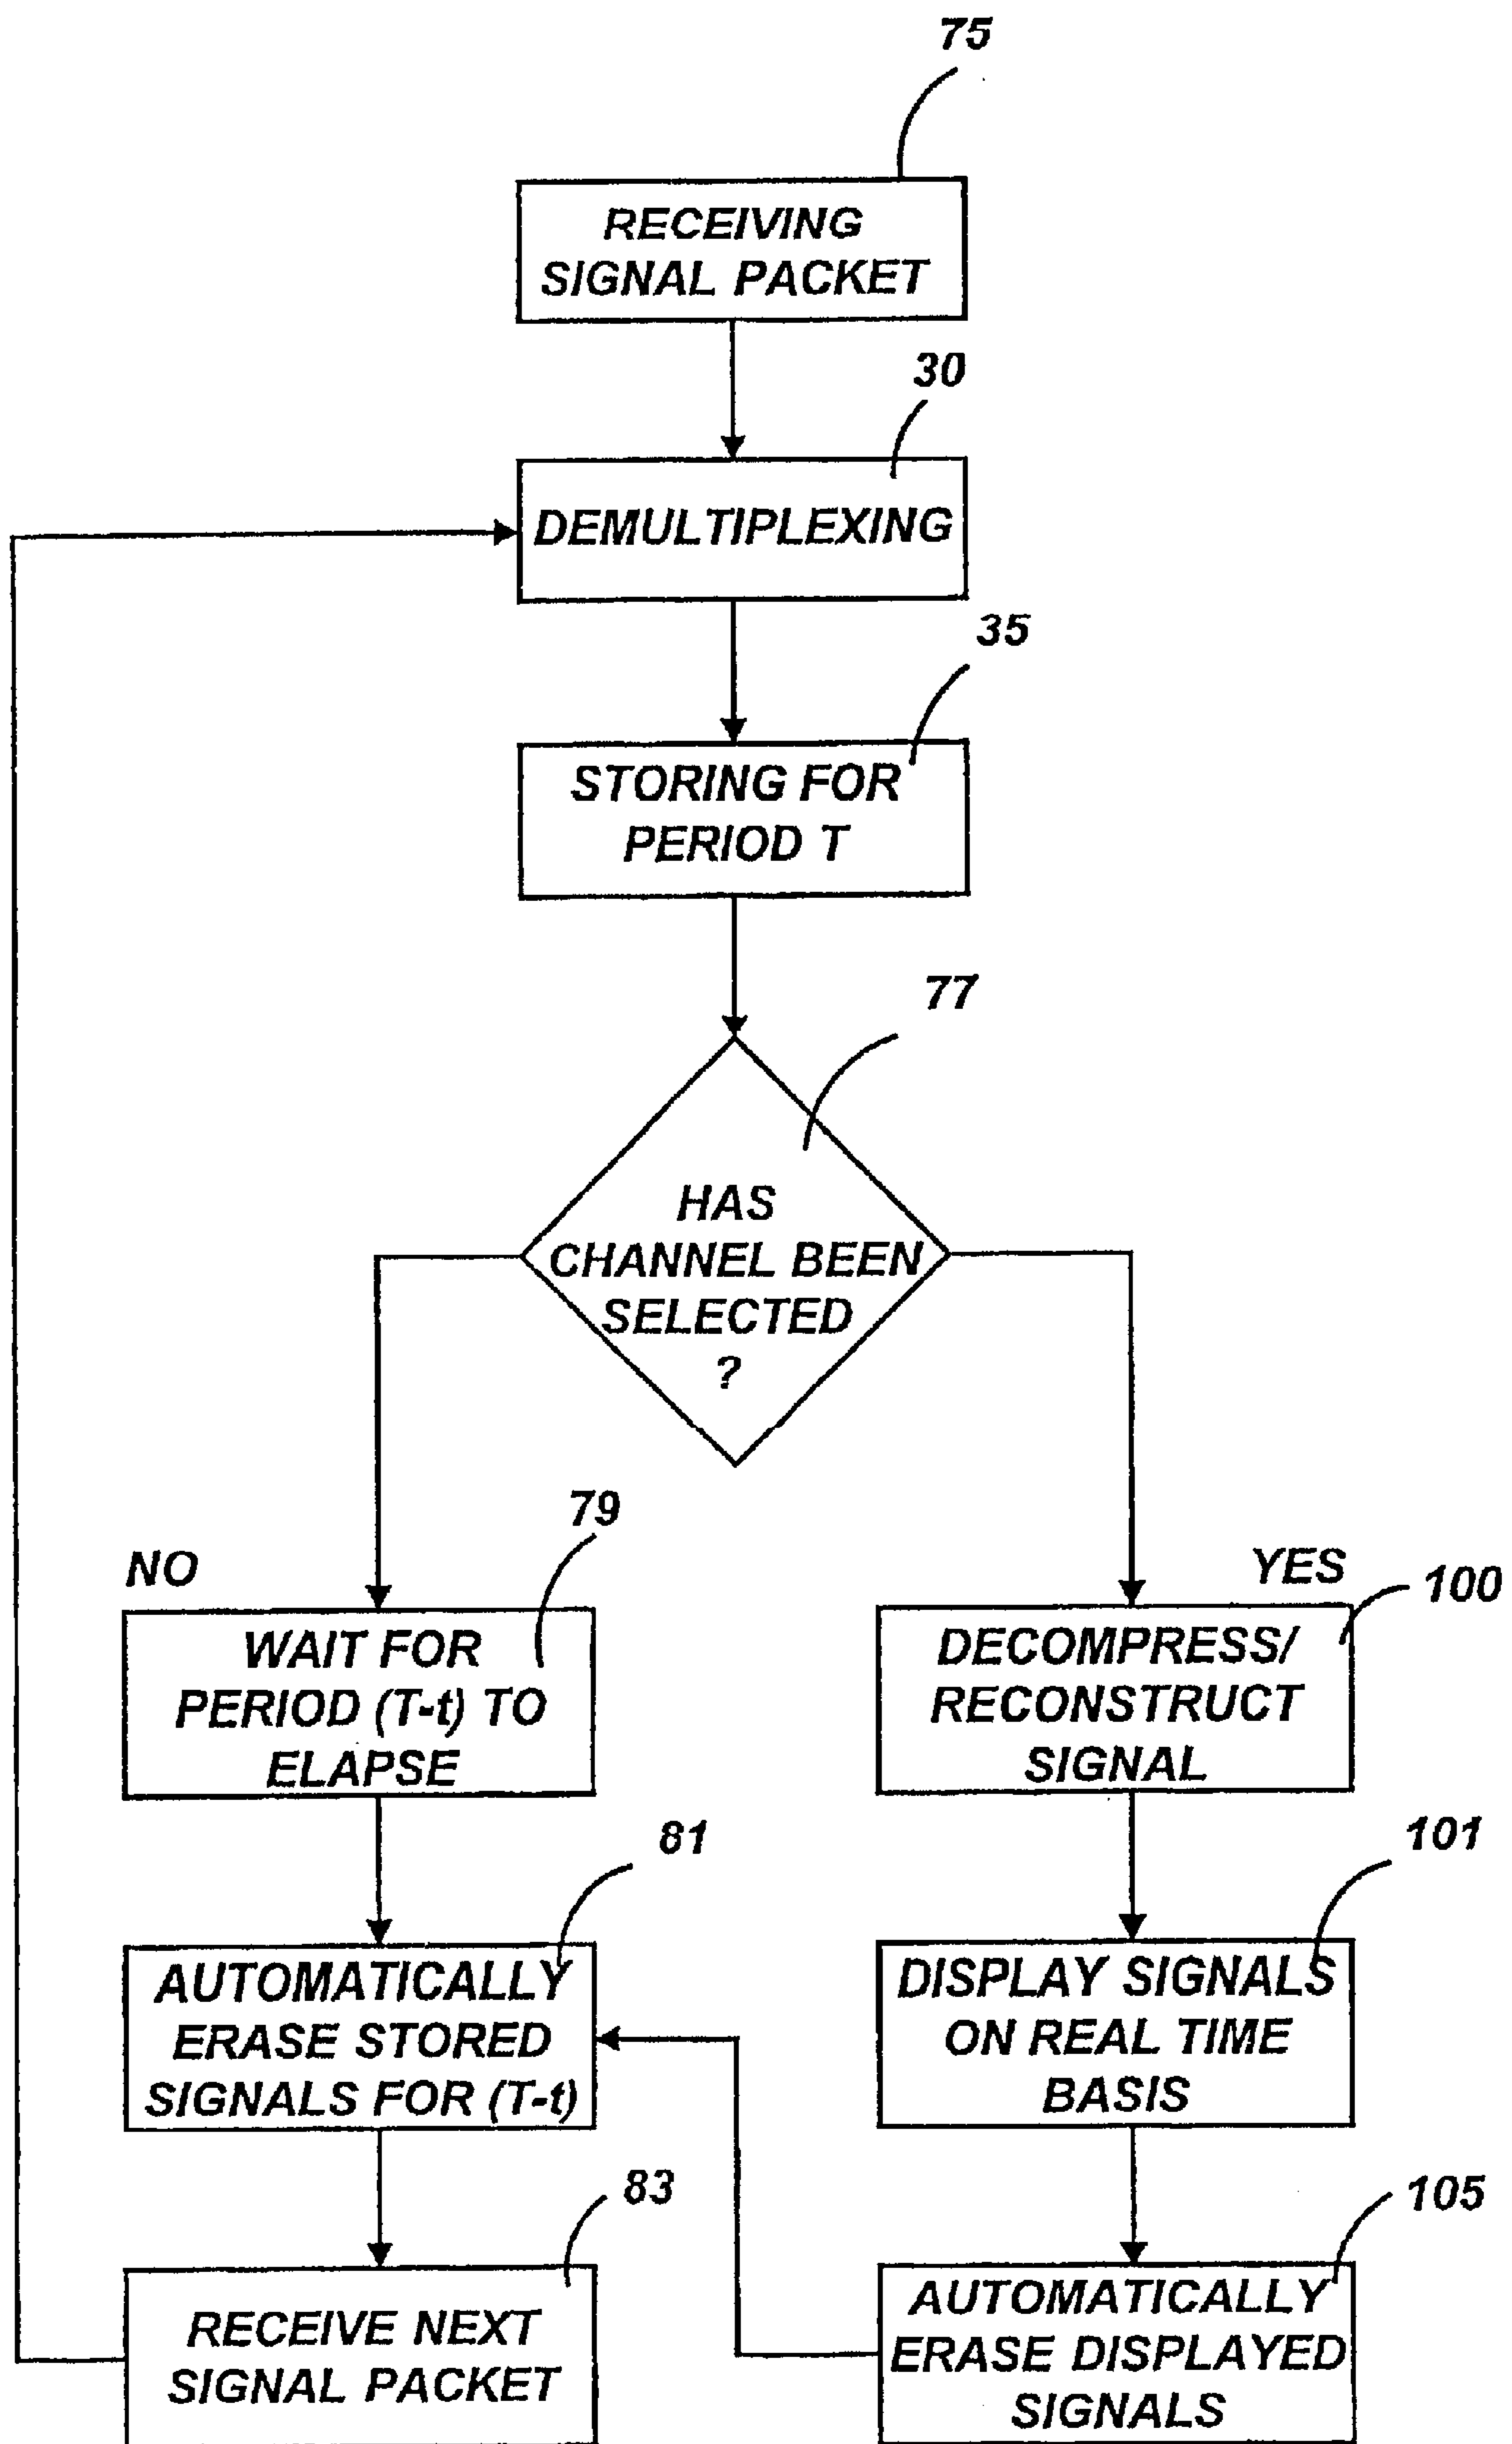 75
RECEIVING
SIGNAL PACKET
30
DEMULTIPLEXING
35
STORING FOR
PERIOD T
77
HAS
CHANNEL BEEN
SELECTED
?
NO
79
WAIT FOR
PERIOD (T-t) TO
ELAPSE
YES
100
DECOMPRESS/
RECONSTRUCT
SIGNAL
81
AUTOMATICALLY
ERASE STORED
SIGNALS FOR (T-t)
101
DISPLAY SIGNALS
ON REAL TIME
BASIS
83
RECEIVE NEXT
SIGNAL PACKET
105
AUTOMATICALLY
ERASE DISPLAYED
SIGNALS